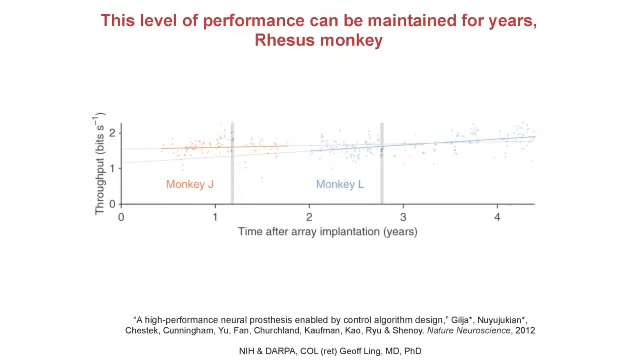 This level of performance can be maintained for years,
Rhesus monkey
Throughput (bits s⁻¹)
2
1
0
Monkey J
Monkey L
0 1 2 3 4
Time after array implantation (years)
“A high-performance neural prosthesis enabled by control algorithm design,” Gilja*, Nuyujukian*,
Chestek, Cunningham, Yu, Fan, Churchland, Kaufman, Kao, Ryu & Shenoy. Nature Neuroscience, 2012
NIH & DARPA, COL (ret) Geoff Ling, MD, PhD